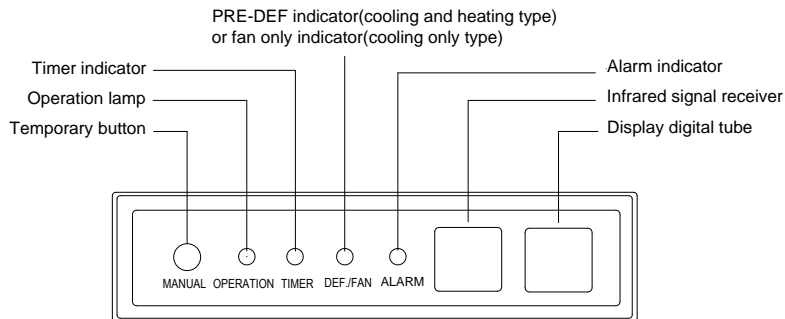 PRE-DEF indicator(cooling and heating type)
or fan only indicator(cooling only type)
Timer indicator
Alarm indicator
Operation lamp
Infrared signal receiver
Temporary button
Display digital tube
MANUAL OPERATION TIMER DEF./FAN ALARM